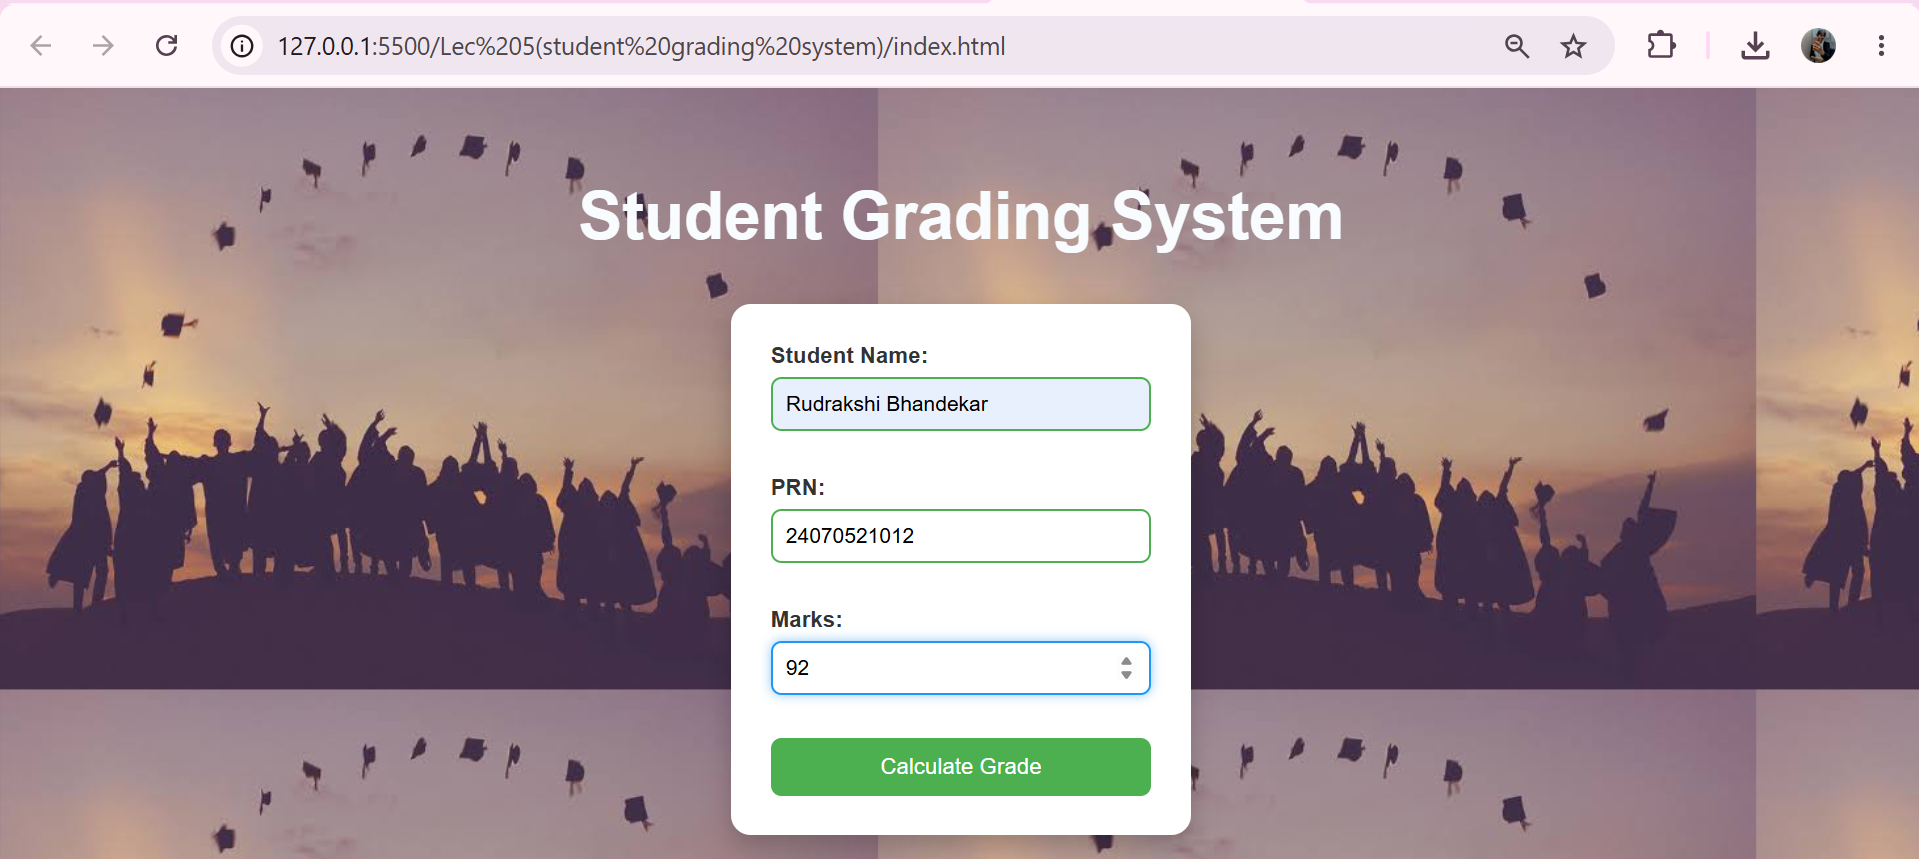 127.0.0.1:5500/Lec%205(student%20grading%20system)/index.html
Student Grading System
Student Name:
Rudrakshi Bhandekar
PRN:
24070521012
Marks:
92
Calculate Grade